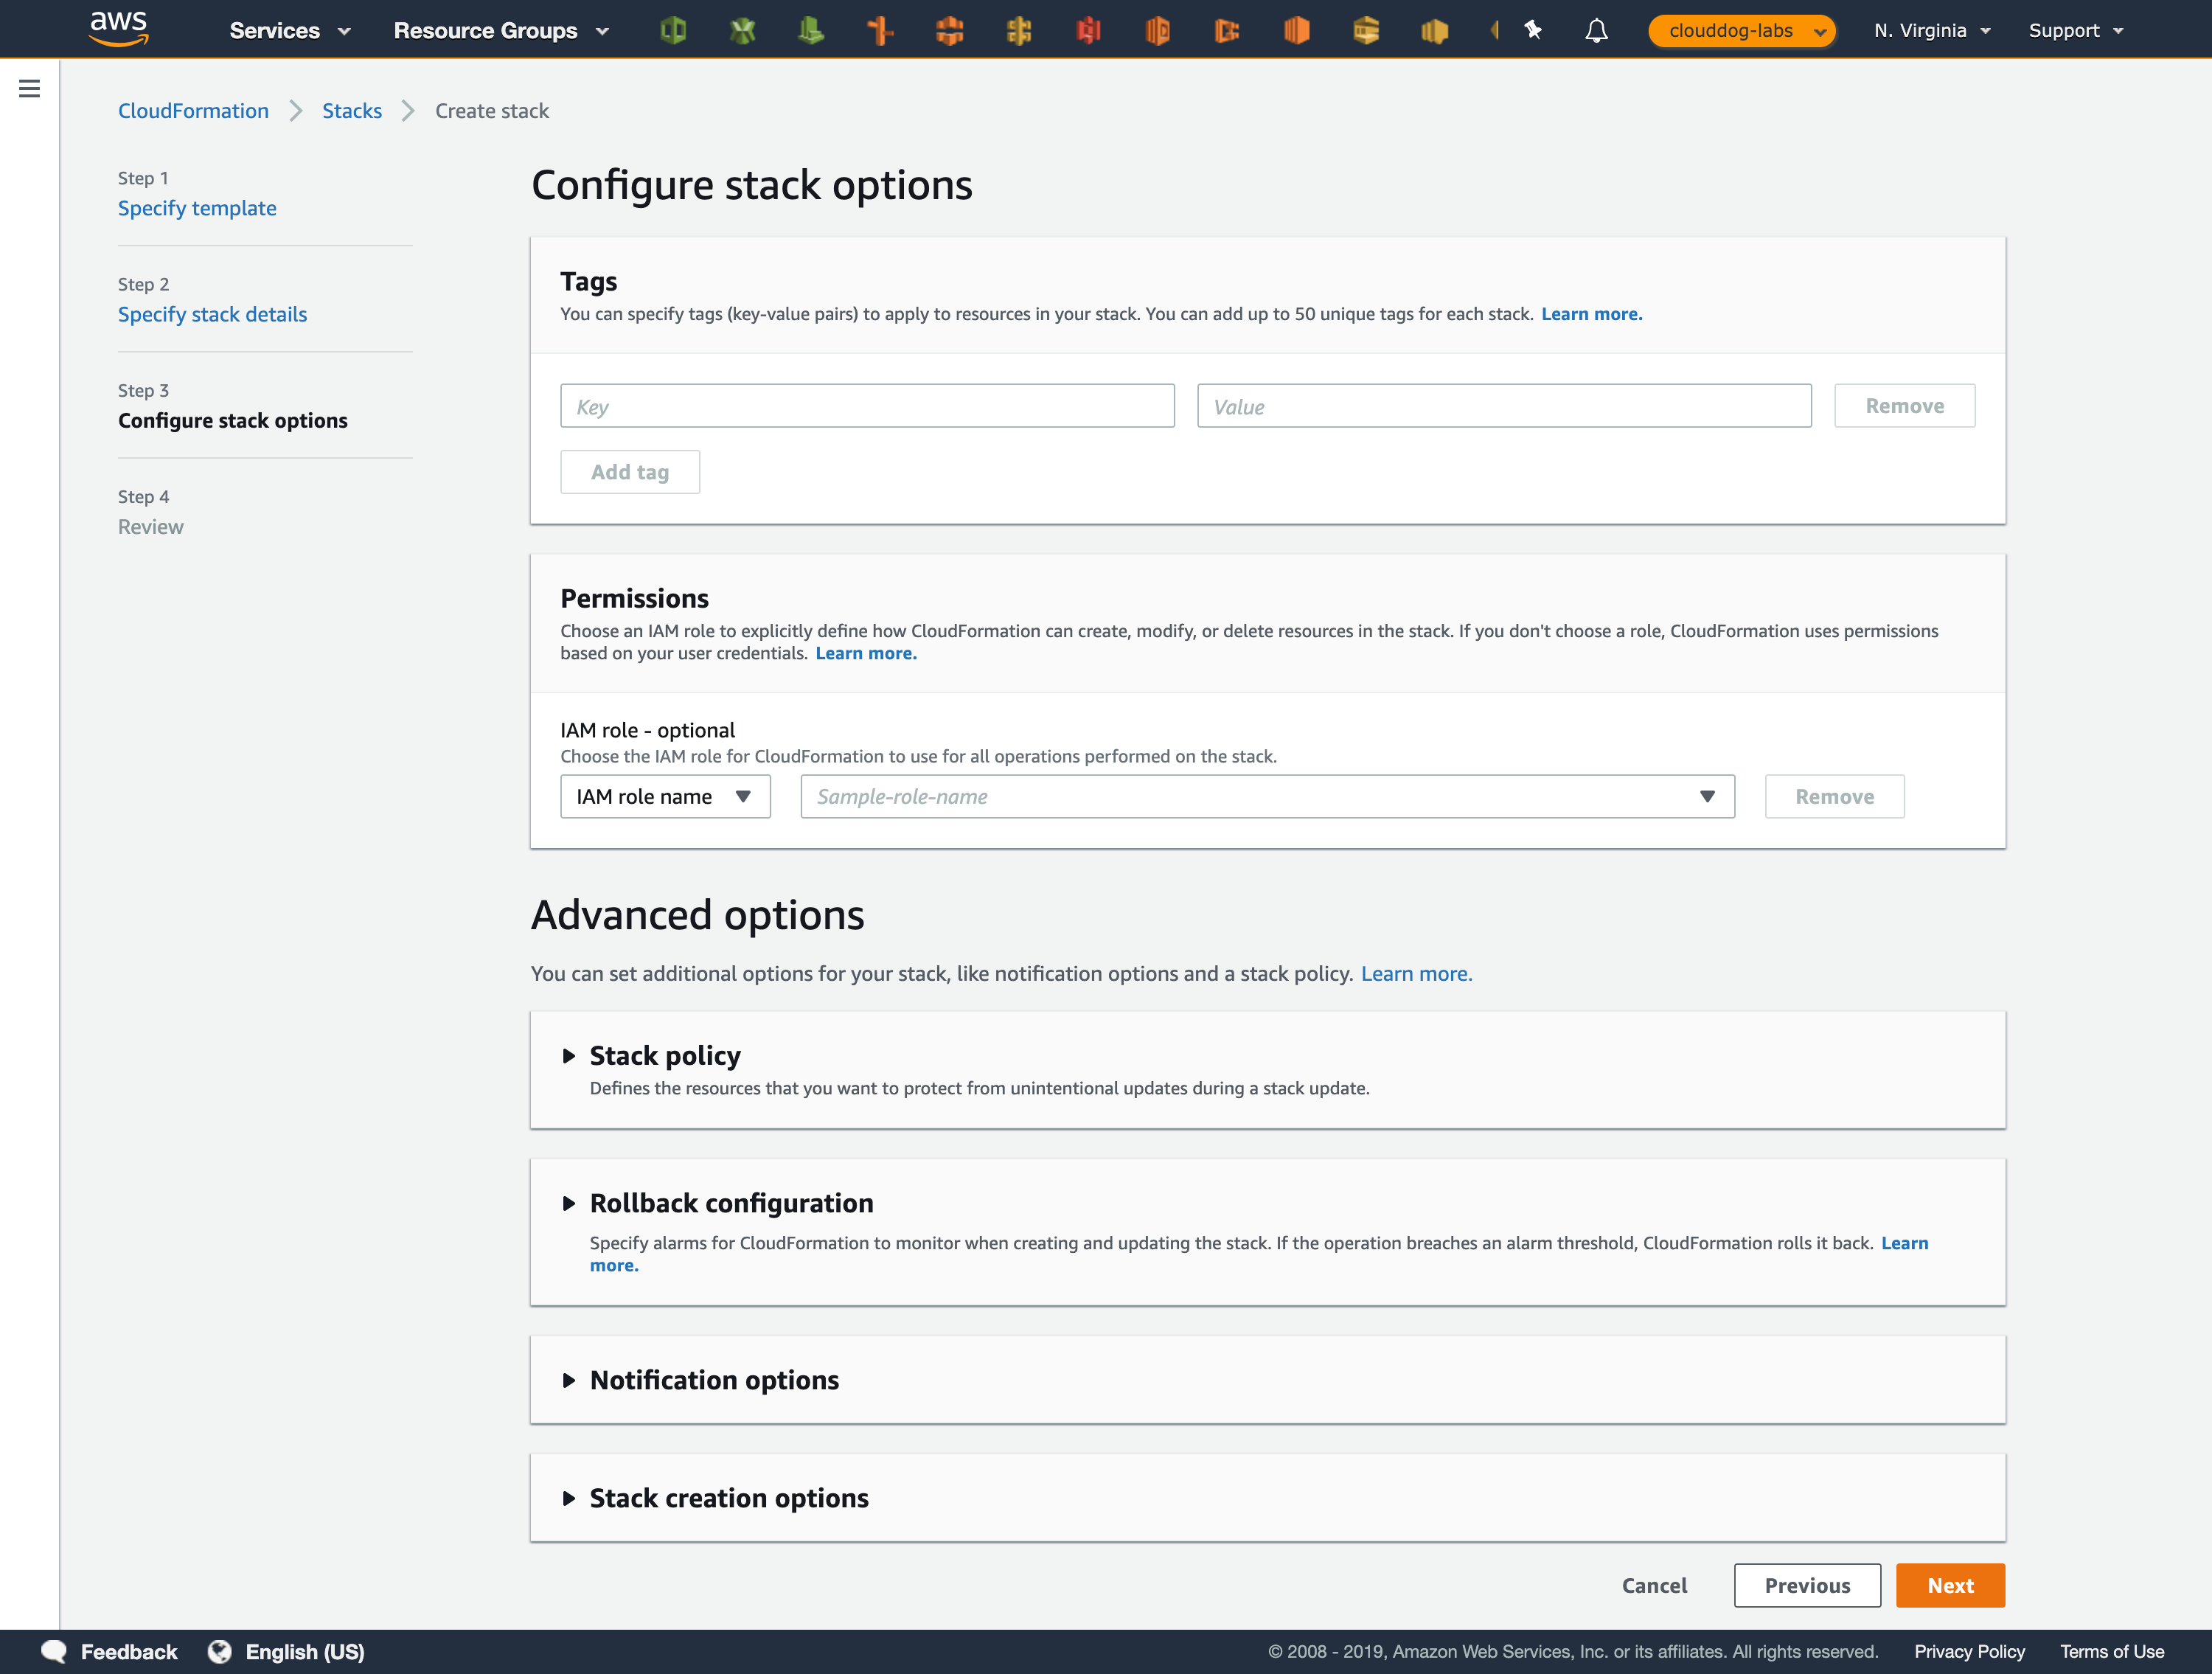 aws
Services
Resource Groups
clouddog-labs
N. Virginia
Support
CloudFormation
Stacks
Create stack
Step 1
Specify template
Step 2
Specify stack details
Step 3
Configure stack options
Step 4
Review
Configure stack options
Tags
You can specify tags (key-value pairs) to apply to resources in your stack. You can add up to 50 unique tags for each stack. Learn more.
Key
Value
Remove
Add tag
Permissions
Choose an IAM role to explicitly define how CloudFormation can create, modify, or delete resources in the stack. If you don't choose a role, CloudFormation uses permissions
based on your user credentials. Learn more.
IAM role - optional
Choose the IAM role for CloudFormation to use for all operations performed on the stack.
IAM role name
Sample-role-name
Remove
Advanced options
You can set additional options for your stack, like notification options and a stack policy. Learn more.
Stack policy
Defines the resources that you want to protect from unintentional updates during a stack update.
Rollback configuration
Specify alarms for CloudFormation to monitor when creating and updating the stack. If the operation breaches an alarm threshold, CloudFormation rolls it back. Learn
more.
Notification options
Stack creation options
Cancel
Previous
Next
Feedback
English (US)
© 2008 - 2019, Amazon Web Services, Inc. or its affiliates. All rights reserved.
Privacy Policy
Terms of Use